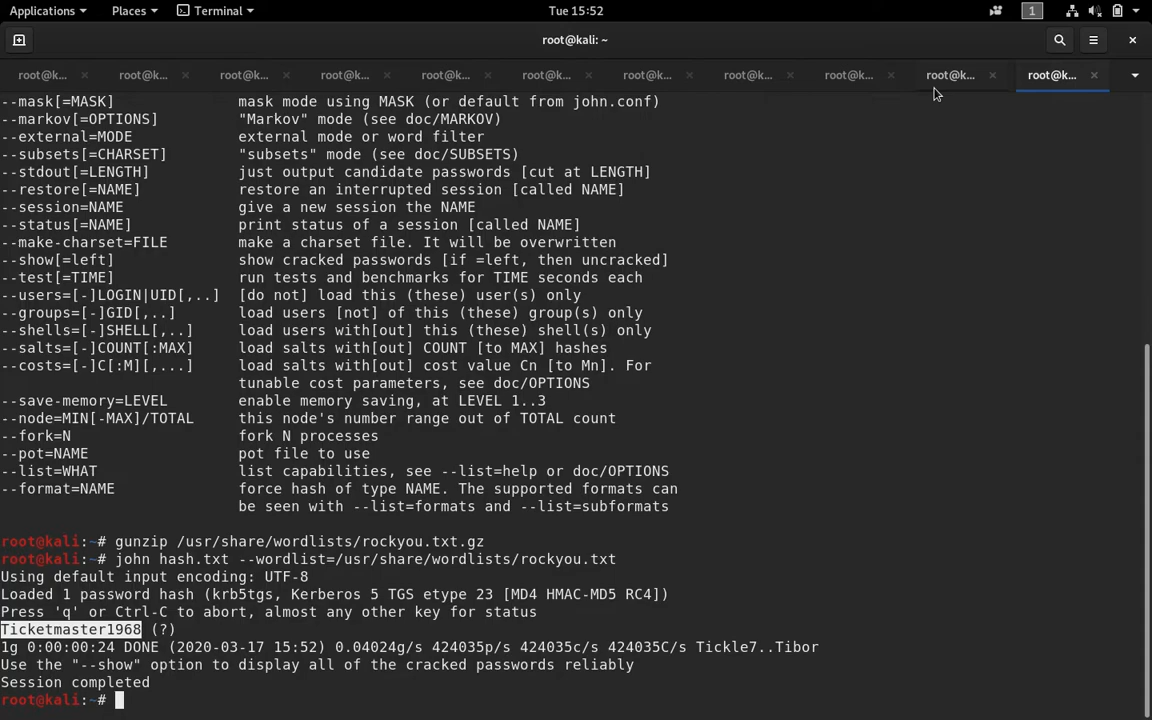 Applications Places Terminal Tue 15:52 1
root@kali: ~
root@k... root@k... root@k... root@k... root@k... root@k... root@k... root@k... root@k... root@k... root@k...
--mask[=MASK] mask mode using MASK (or default from john.conf)
--markov[=OPTIONS] "Markov" mode (see doc/MARKOV)
--external=MODE external mode or word filter
--subsets[=CHARSET] "subsets" mode (see doc/SUBSETS)
--stdout[=LENGTH] just output candidate passwords [cut at LENGTH]
--restore[=NAME] restore an interrupted session [called NAME]
--session=NAME give a new session the NAME
--status[=NAME] print status of a session [called NAME]
--make-charset=FILE make a charset file. It will be overwritten
--show[=left] show cracked passwords [if =left, then uncracked]
--test[=TIME] run tests and benchmarks for TIME seconds each
--users=[-]LOGIN|UID[,..] [do not] load this (these) user(s) only
--groups=[-]GID[,..] load users [not] of this (these) group(s) only
--shells=[-]SHELL[,..] load users with[out] this (these) shell(s) only
--salts=[-]COUNT[:MAX] load salts with[out] COUNT [to MAX] hashes
--costs=[-]C[:M][,...] load salts with[out] cost value Cn [to Mn]. For
tunable cost parameters, see doc/OPTIONS
--save-memory=LEVEL enable memory saving, at LEVEL 1..3
--node=MIN[-MAX]/TOTAL this node's number range out of TOTAL count
--fork=N fork N processes
--pot=NAME pot file to use
--list=WHAT list capabilities, see --list=help or doc/OPTIONS
--format=NAME force hash of type NAME. The supported formats can
be seen with --list=formats and --list=subformats
root@kali:~# gunzip /usr/share/wordlists/rockyou.txt.gz
root@kali:~# john hash.txt --wordlist=/usr/share/wordlists/rockyou.txt
Using default input encoding: UTF-8
Loaded 1 password hash (krb5tgs, Kerberos 5 TGS etype 23 [MD4 HMAC-MD5 RC4])
Press 'q' or Ctrl-C to abort, almost any other key for status
Ticketmaster1968 (?)
1g 0:00:00:24 DONE (2020-03-17 15:52) 0.04024g/s 424035p/s 424035c/s 424035C/s Tickle7..Tibor
Use the "--show" option to display all of the cracked passwords reliably
Session completed
root@kali:~#